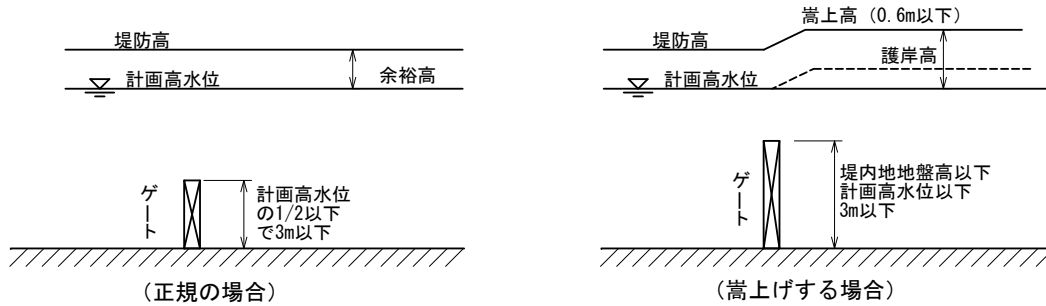 堤防高
計画高水位
余裕高
ゲート
計画高水位
の1/2以下
で3m以下
(正規の場合)
嵩上高 (0.6m以下)
堤防高
護岸高
計画高水位
ゲート
堤内地地盤高以下
計画高水位以下
3m以下
(嵩上げする場合)